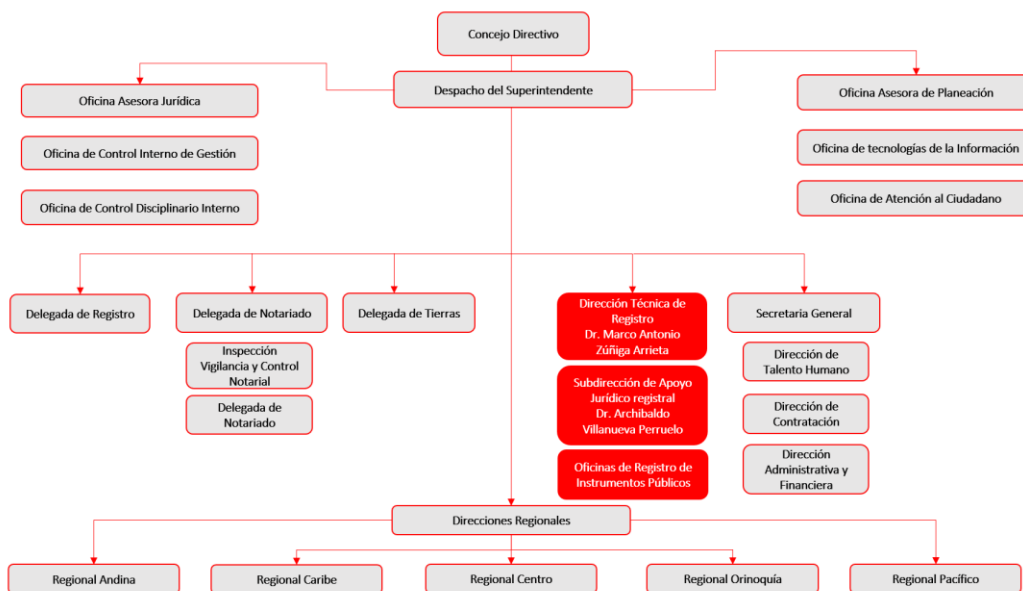 Concejo Directivo
Despacho del Superintendente
Oficina Asesora Jurídica
Oficina Asesora de Planeación
Oficina de Control Interno de Gestión
Oficina de tecnologías de la Información
Oficina de Control Disciplinario Interno
Oficina de Atención al Ciudadano
Delegada de Registro
Delegada de Notariado
Delegada de Tierras
Dirección Técnica de
Registro
Dr. Marco Antonio
Zúñiga Arrieta
Secretaria General
Inspección
Vigilancia y Control
Notarial
Delegada de
Notariado
Subdirección de Apoyo
Jurídico registral
Dr. Archibaldo
Villanueva Perruelo
Oficinas de Registro de
Instrumentos Públicos
Dirección de
Talento Humano
Dirección de
Contratación
Dirección
Administrativa y
Financiera
Direcciones Regionales
Regional Andina
Regional Caribe
Regional Centro
Regional Orinoquía
Regional Pacífico